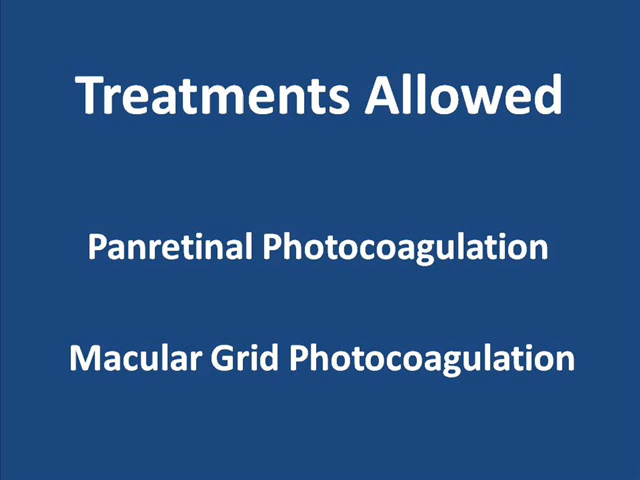 Treatments Allowed
Panretinal Photocoagulation
Macular Grid Photocoagulation